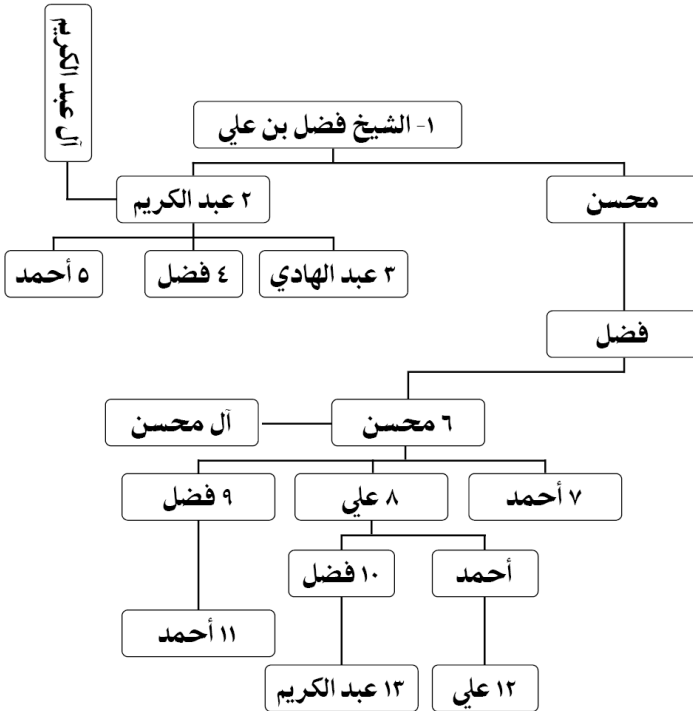 آل عبد الكريم
١- الشيخ فضل بن علي
محسن
٢ عبد الكريم
٣ عبد الهادي
٤ فضل
٥ أحمد
فضل
٦ محسن
آل محسن
٧ أحمد
٨ علي
٩ فضل
أحمد
١٠ فضل
١١ أحمد
١٢ علي
١٣ عبد الكريم